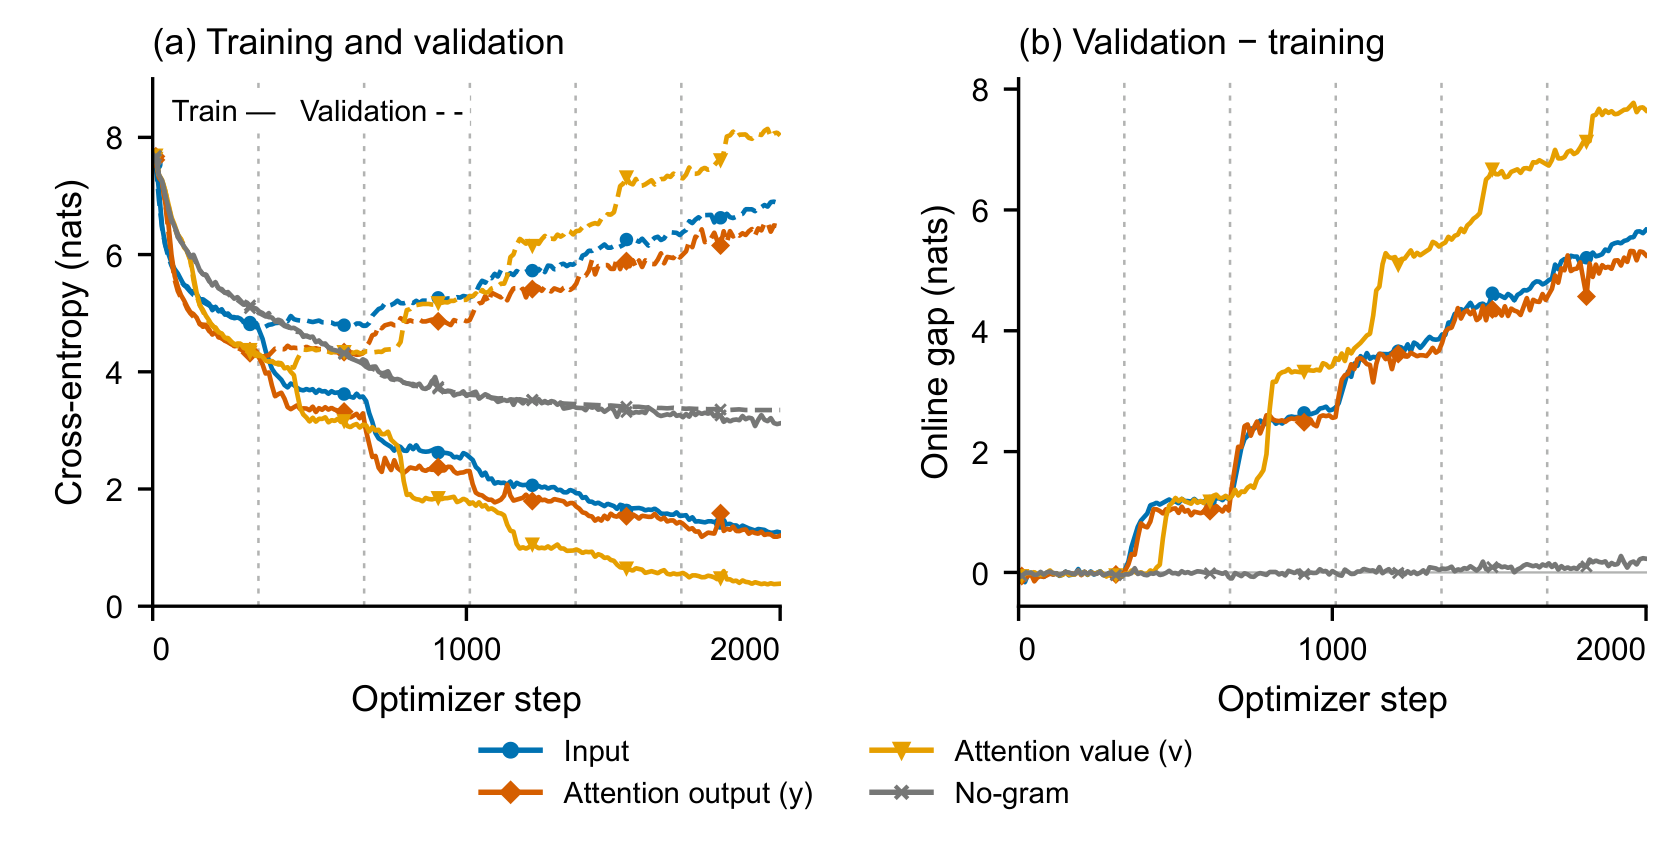 (a) Training and validation
Train — Validation - -
8
6
4
2
0
Cross-entropy (nats)
0 1000 2000
Optimizer step
(b) Validation − training
8
6
4
2
0
Online gap (nats)
0 1000 2000
Optimizer step
Input
Attention output (y)
Attention value (v)
No-gram